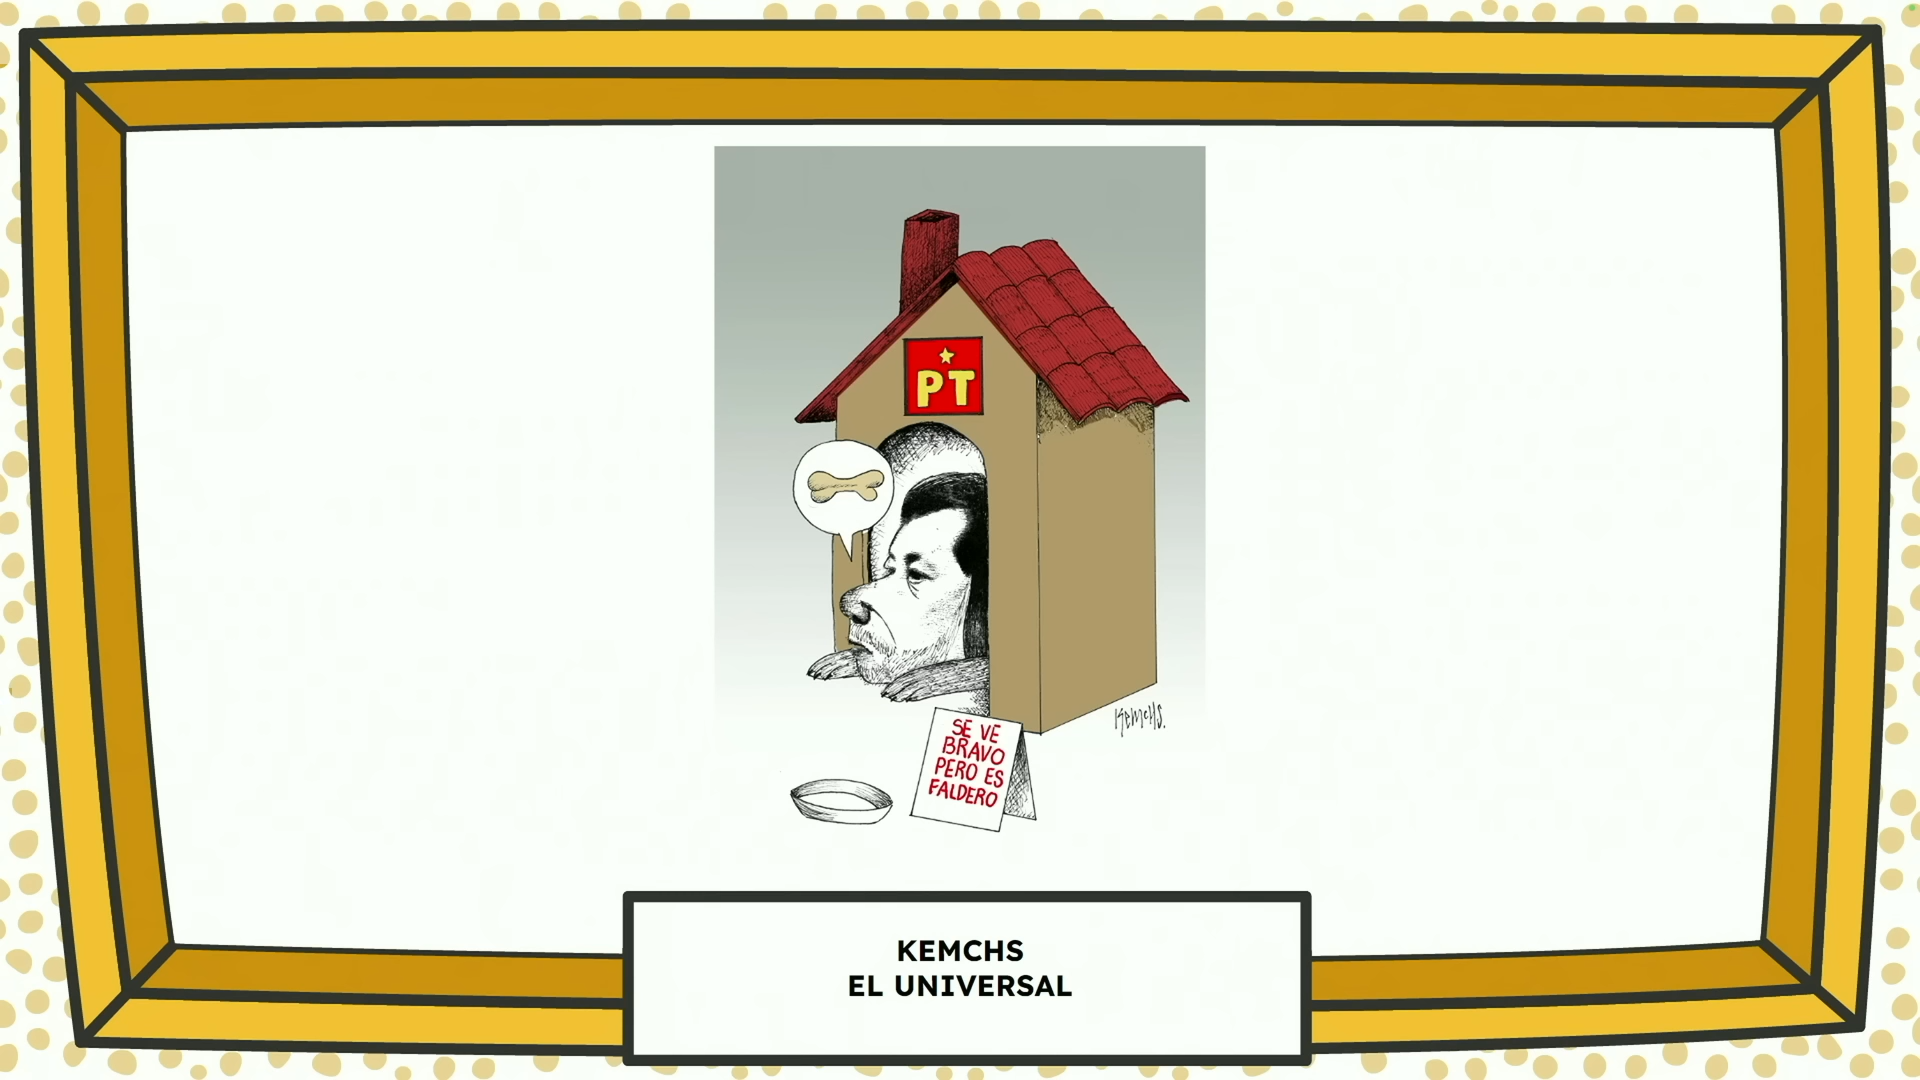 PT
SE VE
BRAVO
PERO ES
FALDERO
KEMCHS.
KEMCHS
EL UNIVERSAL